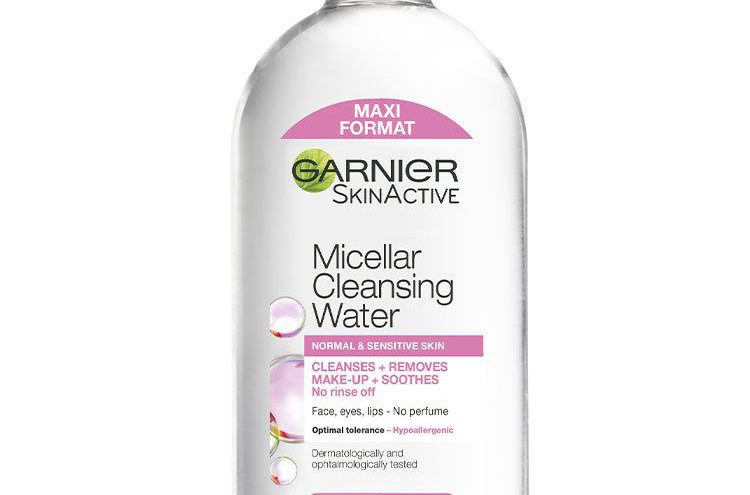 MAXI
FORMAT
GARNIER
SKINACTIVE
Micellar
Cleansing
Water
NORMAL & SENSITIVE SKIN
CLEANSES + REMOVES
MAKE-UP + SOOTHES
No rinse off
Face, eyes, lips - No perfume
Optimal tolerance – Hypoallergenic
Dermatologically and
ophtalmologically tested